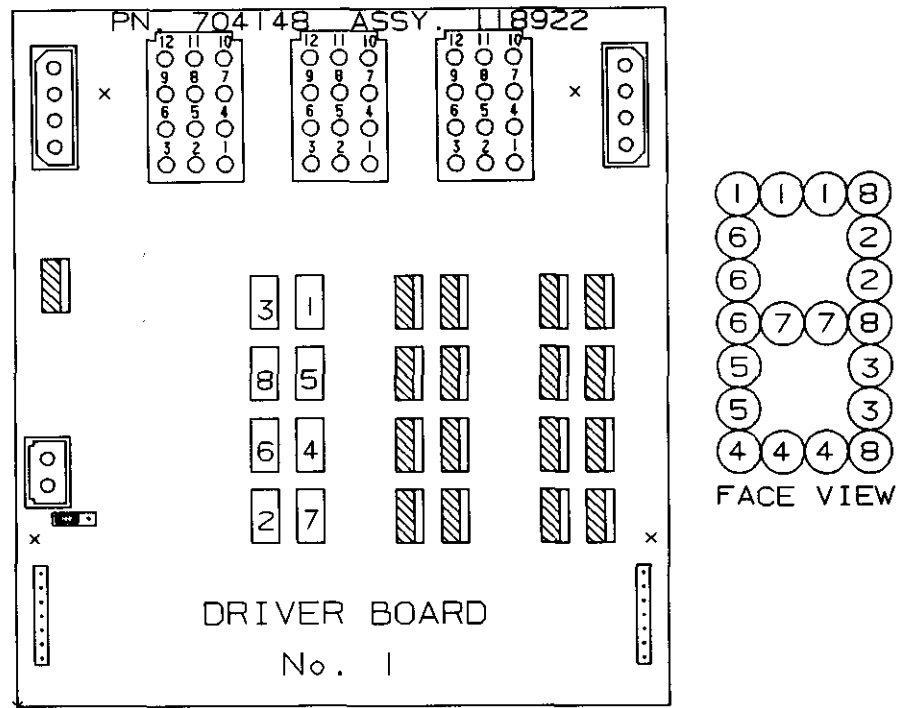 PN. 704148 ASSY. 118922
12 11 10 12 11 10 12 11 10
9 8 7 9 8 7 9 8 7
6 5 4 6 5 4 6 5 4
3 2 1 3 2 1 3 2 1
1 1 1 8
6 2
6 2
6 7 7 8
5 3
5 3
4 4 4 8
FACE VIEW
3 1
8 5
6 4
2 7
DRIVER BOARD
No. 1